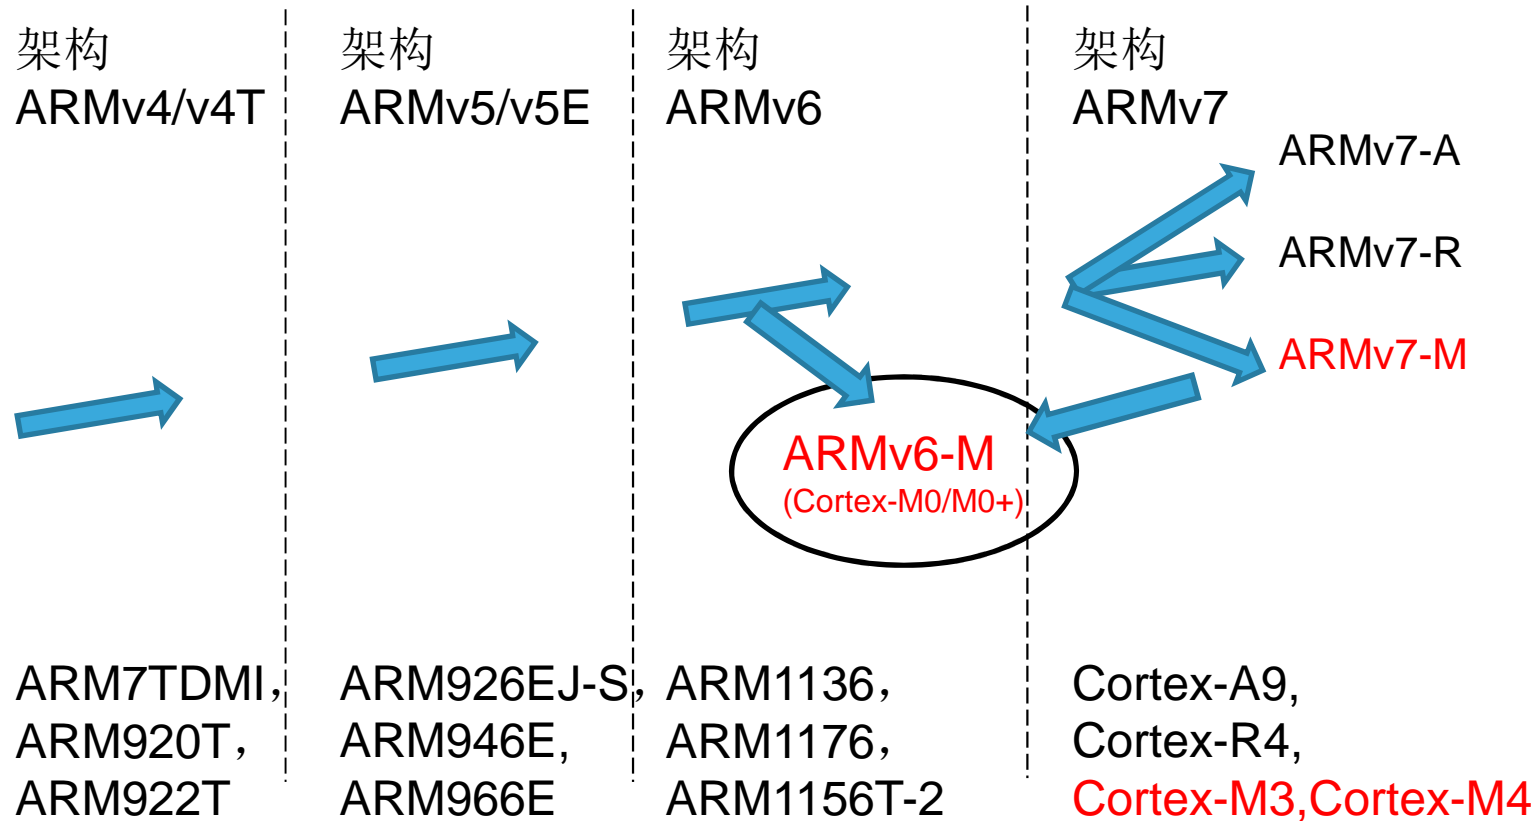 架构
ARMv4/v4T
架构
ARMv5/v5E
架构
ARMv6
架构
ARMv7
ARMv7-A
ARMv7-R
ARMv7-M
ARMv6-M
(Cortex-M0/M0+)
ARM7TDMI，
ARM920T，
ARM922T
ARM926EJ-S，
ARM946E,
ARM966E
ARM1136，
ARM1176，
ARM1156T-2
Cortex-A9,
Cortex-R4,
Cortex-M3,Cortex-M4